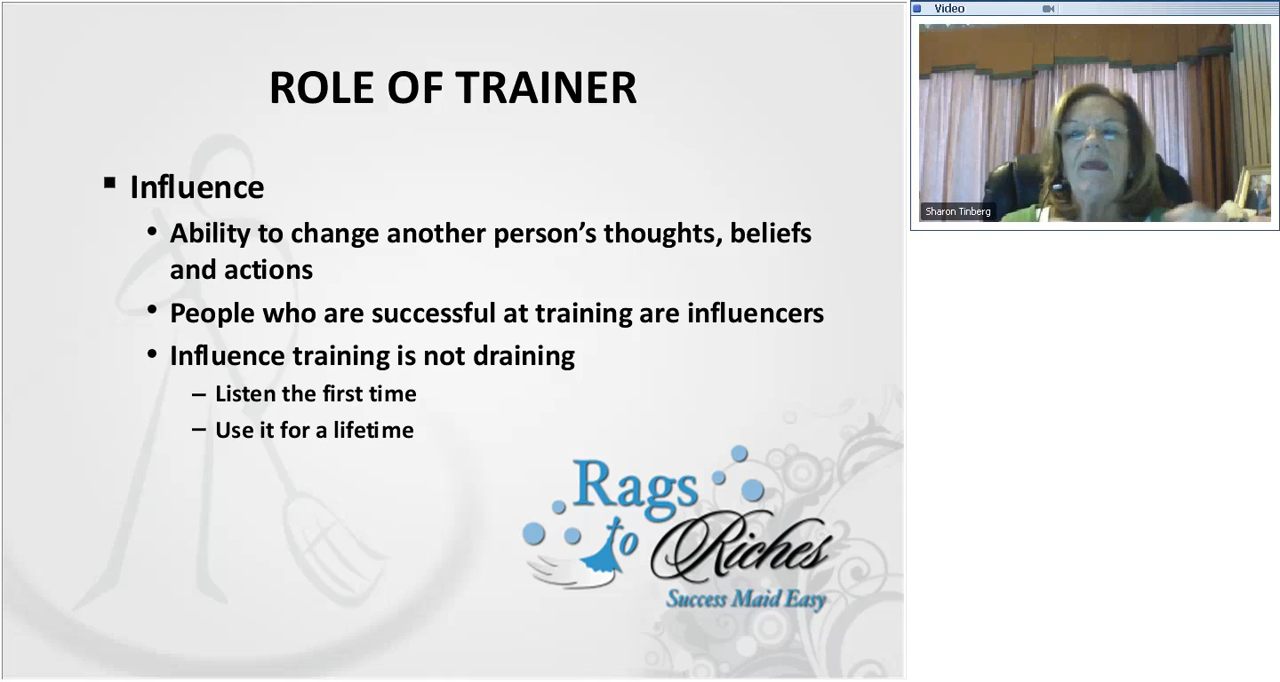 ROLE OF TRAINER
Influence
Ability to change another person’s thoughts, beliefs
and actions
People who are successful at training are influencers
Influence training is not draining
– Listen the first time
– Use it for a lifetime
Rags
to Riches
Success Maid Easy
Video
Sharon Tinberg